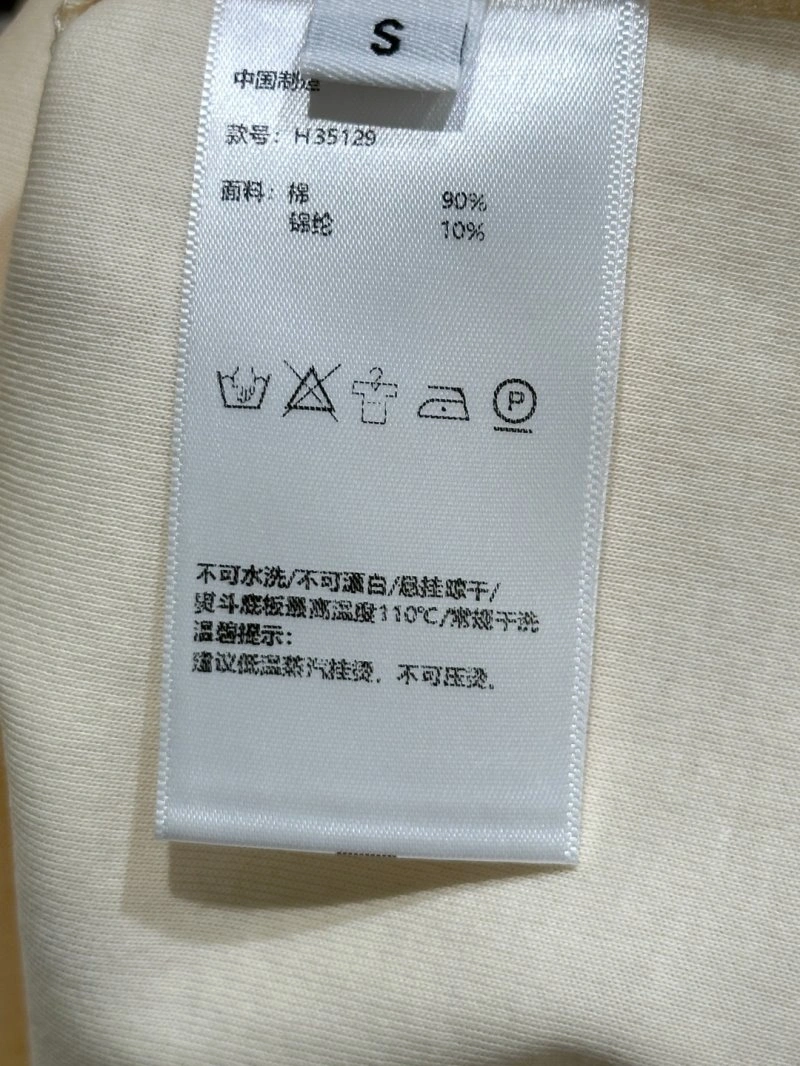 S
中国制造
款号：H35129
面料：棉 90%
锦纶 10%
P
不可水洗/不可漂白/悬挂晾干/
熨斗底板最高温度110℃/常规干洗
温馨提示：
建议低温蒸汽挂烫，不可压烫。